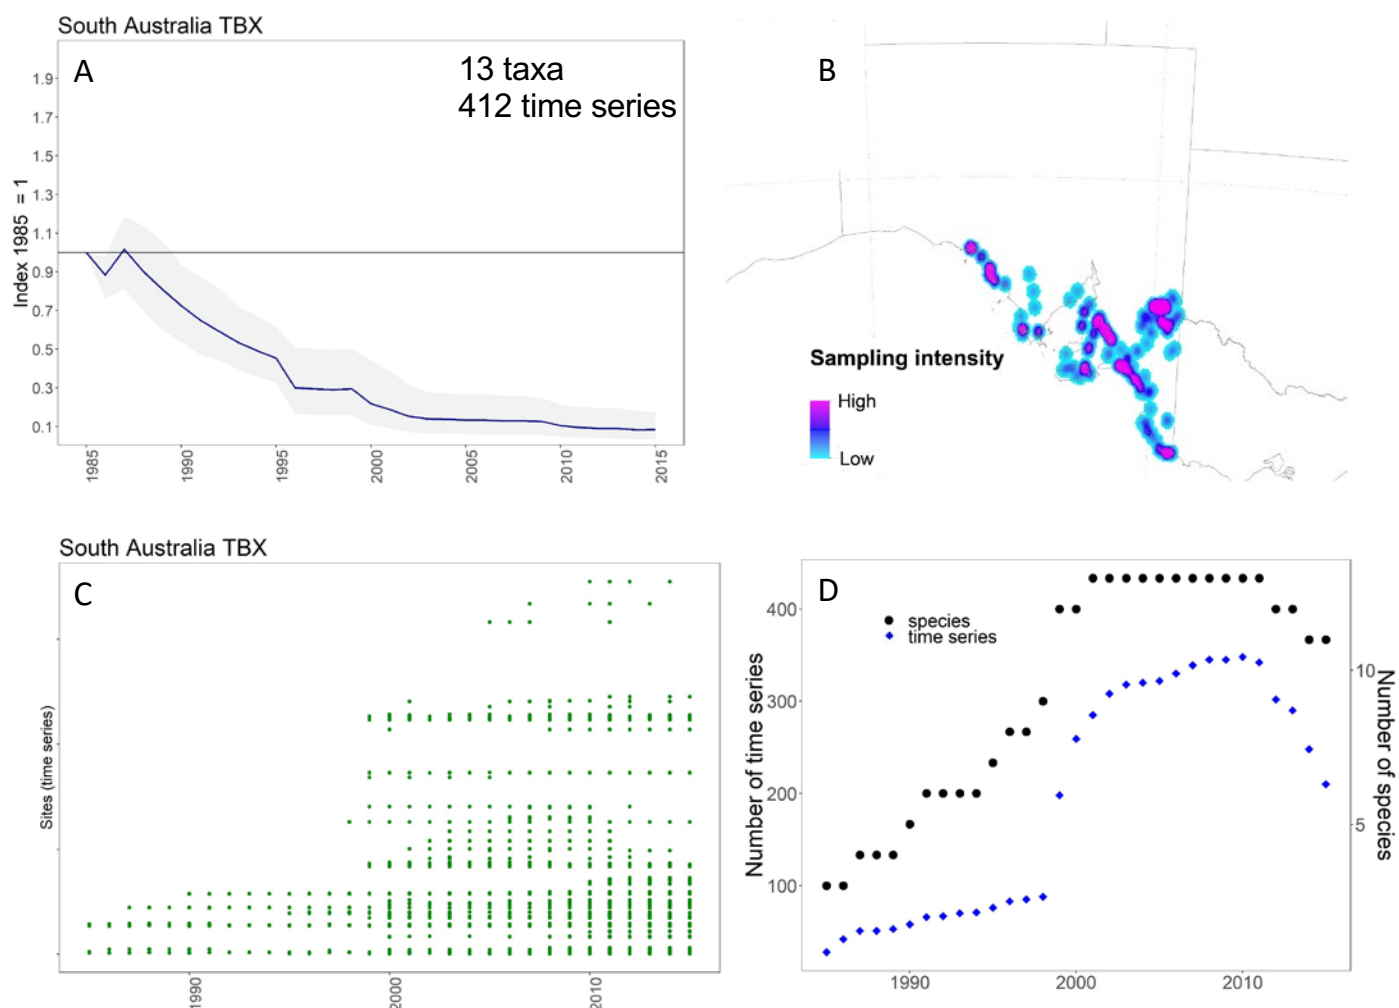 South Australia TBX
A
13 taxa
412 time series
Index 1985 = 1
1.9
1.7
1.5
1.3
1.1
0.9
0.7
0.5
0.3
0.1
1985
1990
1995
2000
2005
2010
2015
B
Sampling intensity
High
Low
South Australia TBX
C
Sites (time series)
1990
2000
2010
D
species
time series
Number of time series
400
300
200
100
Number of species
10
5
1990
2000
2010